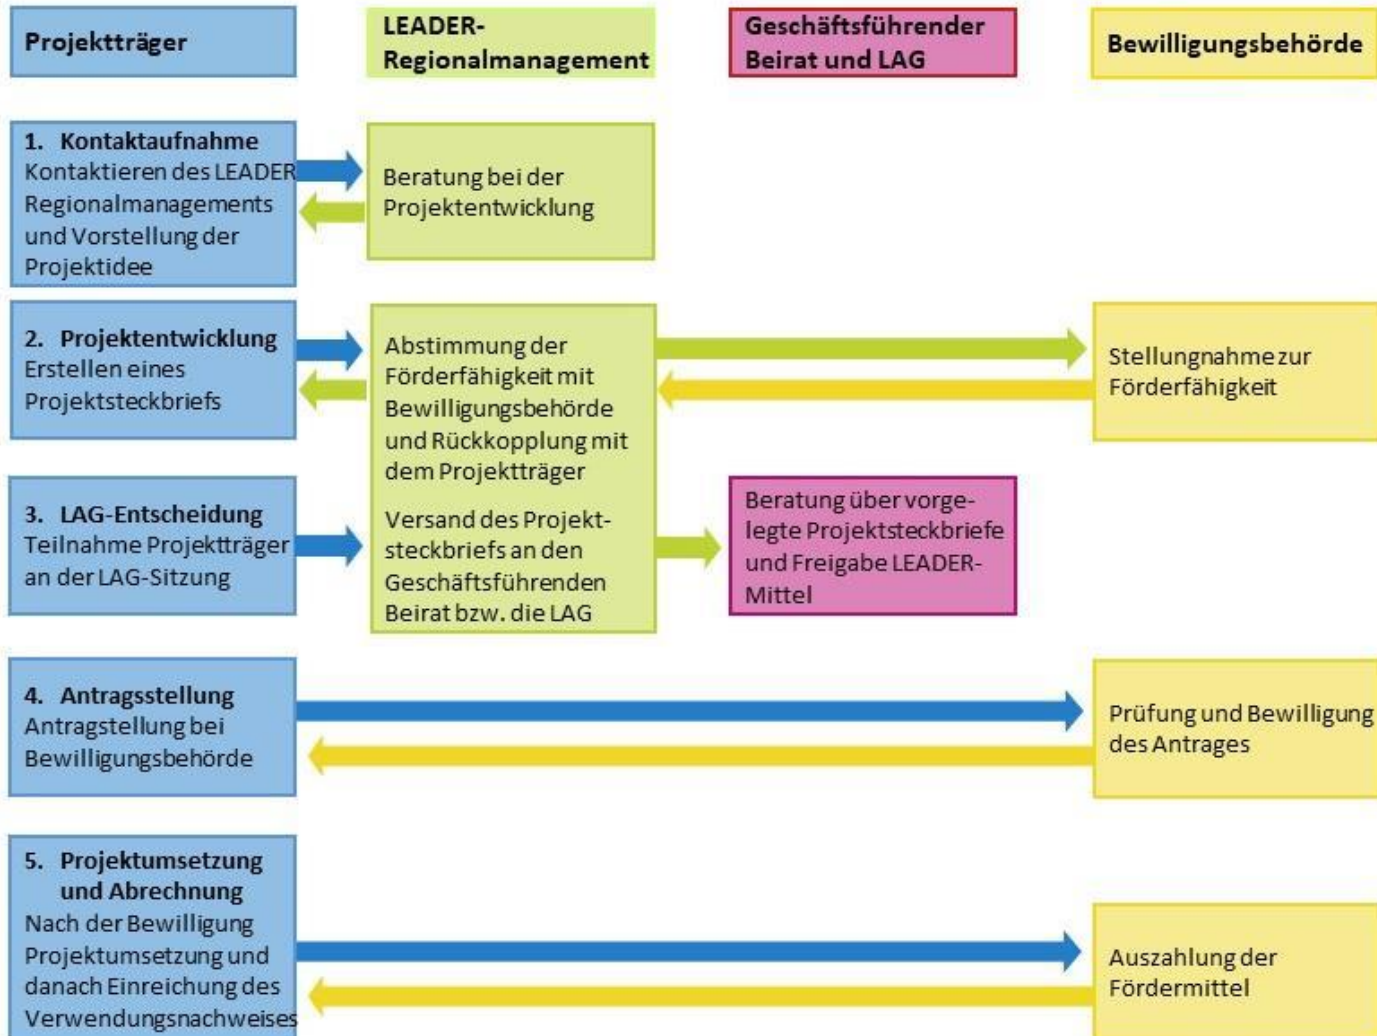 Projektträger
LEADER-
Regionalmanagement
Geschäftsführender
Beirat und LAG
Bewilligungsbehörde
1. Kontaktaufnahme
Kontaktieren des LEADER
Regionalmanagements
und Vorstellung der
Projektidee
Beratung bei der
Projektentwicklung
2. Projektentwicklung
Erstellen eines
Projektsteckbriefs
Abstimmung der
Förderfähigkeit mit
Bewilligungsbehörde
und Rückkopplung mit
dem Projektträger
Stellungnahme zur
Förderfähigkeit
3. LAG-Entscheidung
Teilnahme Projektträger
an der LAG-Sitzung
Versand des Projekt-
steckbriefs an den
Geschäftsführenden
Beirat bzw. die LAG
Beratung über vorge-
legte Projektsteckbriefe
und Freigabe LEADER-
Mittel
4. Antragsstellung
Antragstellung bei
Bewilligungsbehörde
Prüfung und Bewilligung
des Antrages
5. Projektumsetzung
und Abrechnung
Nach der Bewilligung
Projektumsetzung und
danach Einreichung des
Verwendungsnachweises
Auszahlung der
Fördermittel